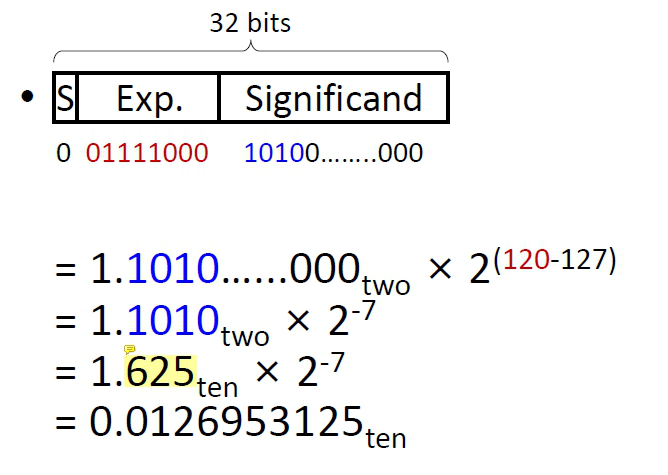 32 bits
• S Exp. Significand
0 01111000 10100……..000
= 1.1010…...000two × 2(120-127)
= 1.1010two × 2-7
= 1.625ten × 2-7
= 0.0126953125ten